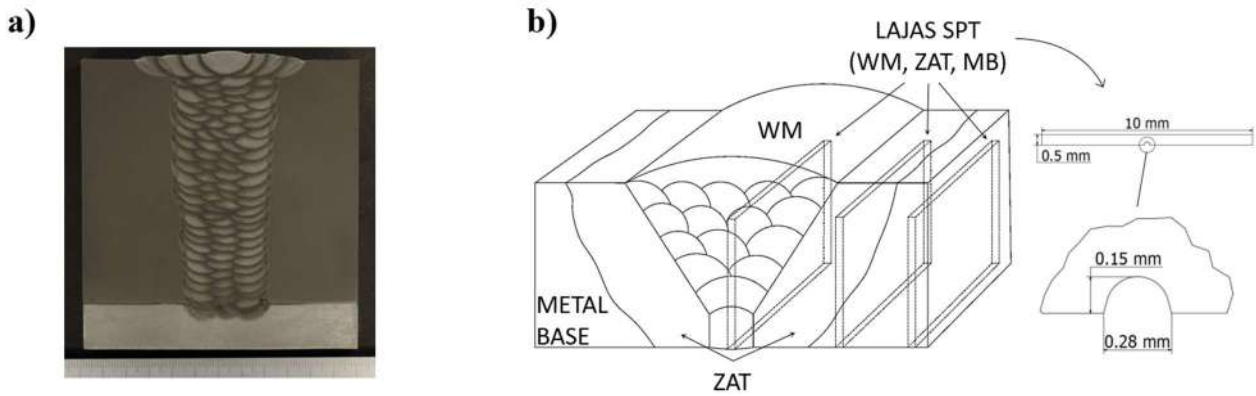 a)
b)
LAJAS SPT
(WM, ZAT, MB)
WM
METAL
BASE
ZAT
10 mm
0.5 mm
0.15 mm
0.28 mm